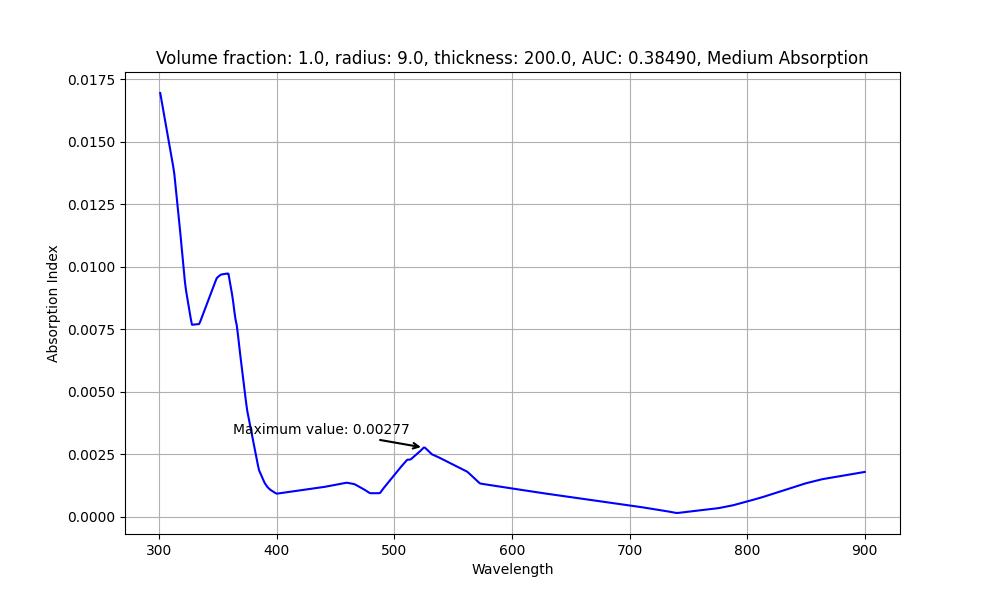 Volume fraction: 1.0, radius: 9.0, thickness: 200.0, AUC: 0.38490, Medium Absorption
0.0175
0.0150
0.0125
0.0100
0.0075
0.0050
0.0025
0.0000
Absorption Index
Maximum value: 0.00277
300 400 500 600 700 800 900
Wavelength